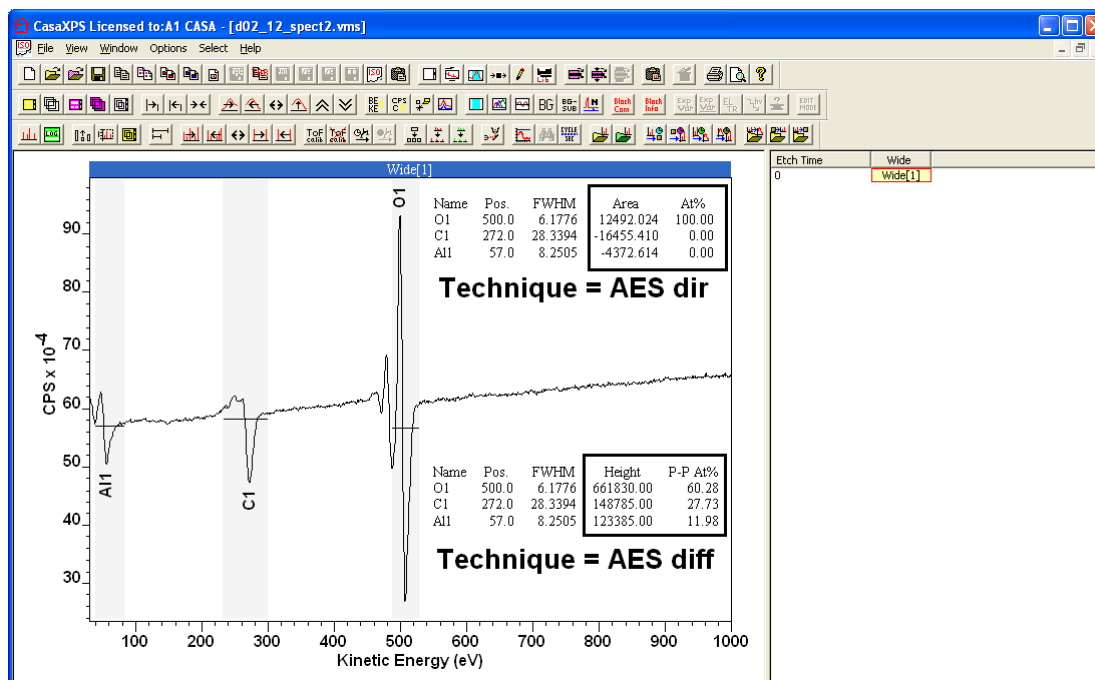 CasaXPS Licensed to:A1 CASA - [d02_12_spect2.vms]
File View Window Options Select Help
Wide[1]
Etch Time Wide
0 Wide[1]
Name Pos. FWHM Area At%
O1 500.0 6.1776 12492.024 100.00
C1 272.0 28.3394 -16455.410 0.00
Al1 57.0 8.2505 -4372.614 0.00
Technique = AES dir
O1
C1
Al1
Name Pos. FWHM Height P-P At%
O1 500.0 6.1776 661830.00 60.28
C1 272.0 28.3394 148785.00 27.73
Al1 57.0 8.2505 123385.00 11.98
Technique = AES diff
CPS x 10⁻⁴
90
80
70
60
50
40
30
100 200 300 400 500 600 700 800 900 1000
Kinetic Energy (eV)